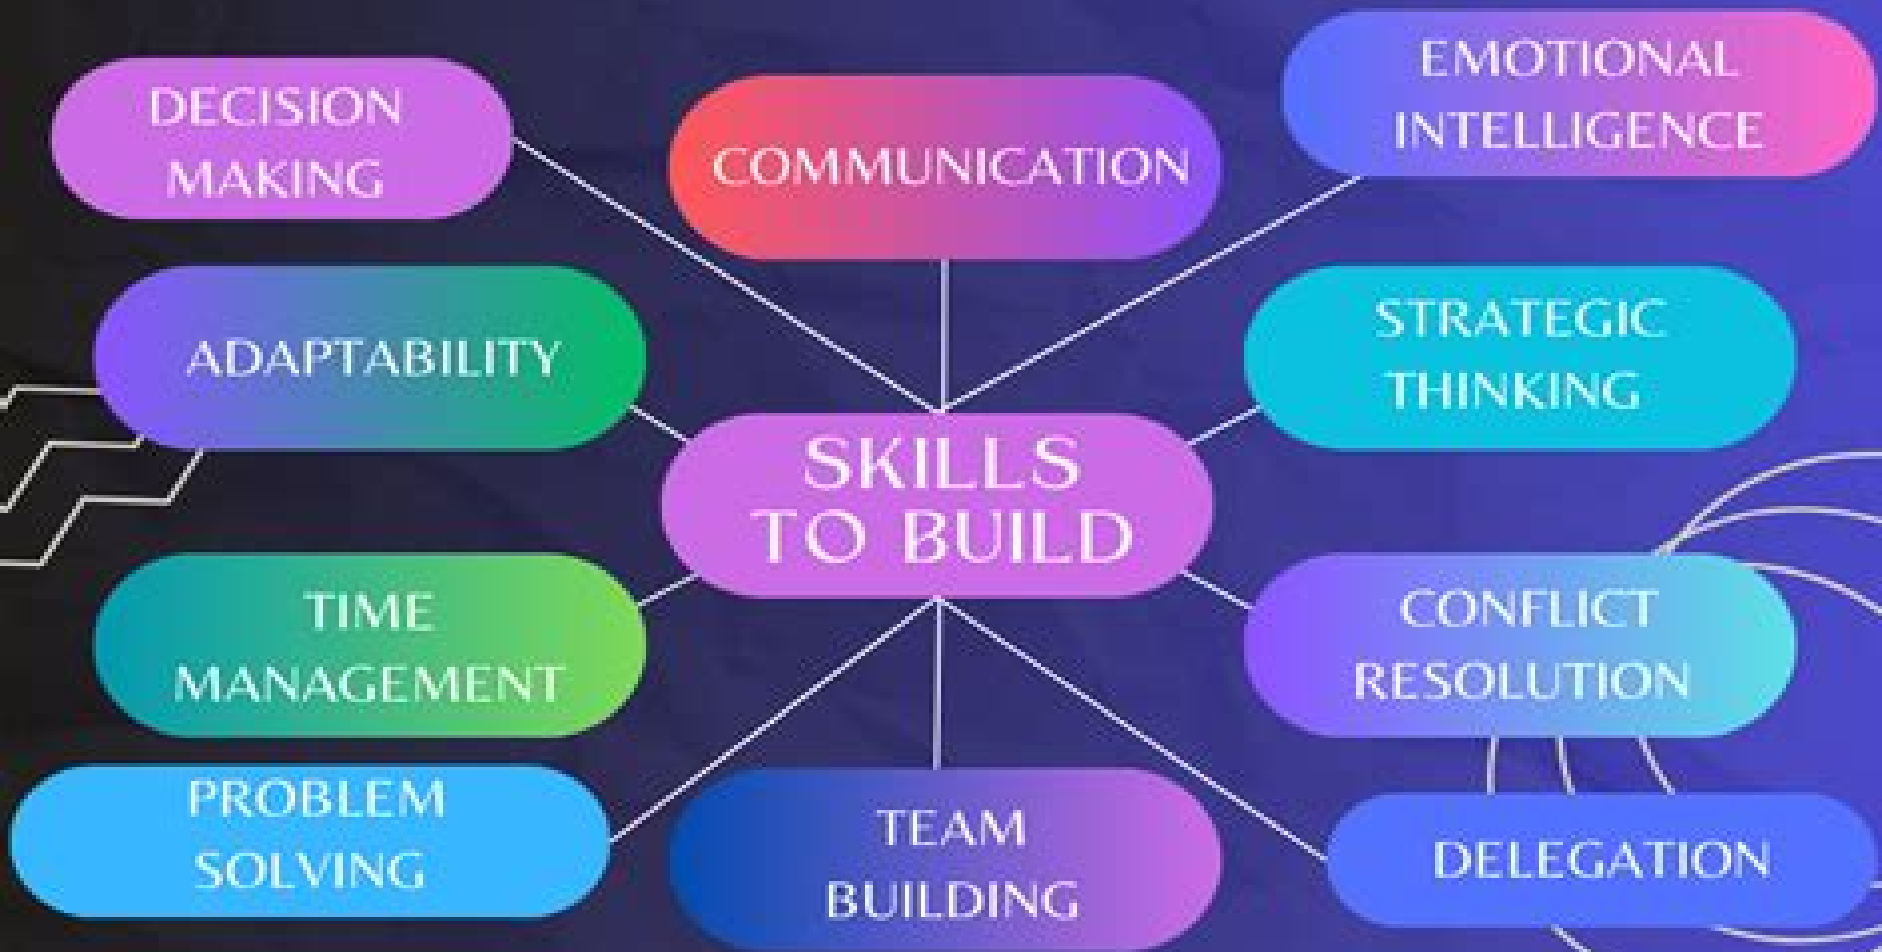 DECISION
MAKING
COMMUNICATION
EMOTIONAL
INTELLIGENCE
ADAPTABILITY
STRATEGIC
THINKING
SKILLS
TO BUILD
TIME
MANAGEMENT
CONFLICT
RESOLUTION
PROBLEM
SOLVING
TEAM
BUILDING
DELEGATION